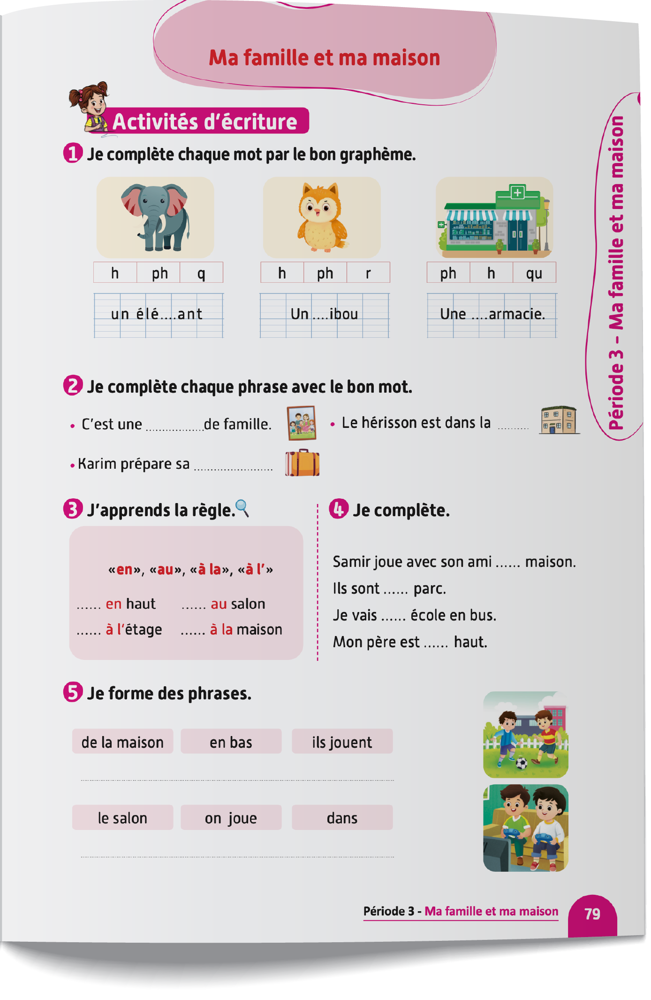 Ma famille et ma maison
Activités d'écriture
1 Je complète chaque mot par le bon graphème.
h ph q
h ph r
ph h qu
un élé....ant
Un ....ibou
Une ....armacie.
2 Je complète chaque phrase avec le bon mot.
• C'est une ................de famille.
• Le hérisson est dans la .........
• Karim prépare sa ........................
3 J'apprends la règle.
«en», «au», «à la», «à l'»
...... en haut ...... au salon
...... à l'étage ...... à la maison
4 Je complète.
Samir joue avec son ami ...... maison.
Ils sont ...... parc.
Je vais ...... école en bus.
Mon père est ...... haut.
5 Je forme des phrases.
de la maison en bas ils jouent
le salon on joue dans
Période 3 - Ma famille et ma maison
79
Période 3 - Ma famille et ma maison